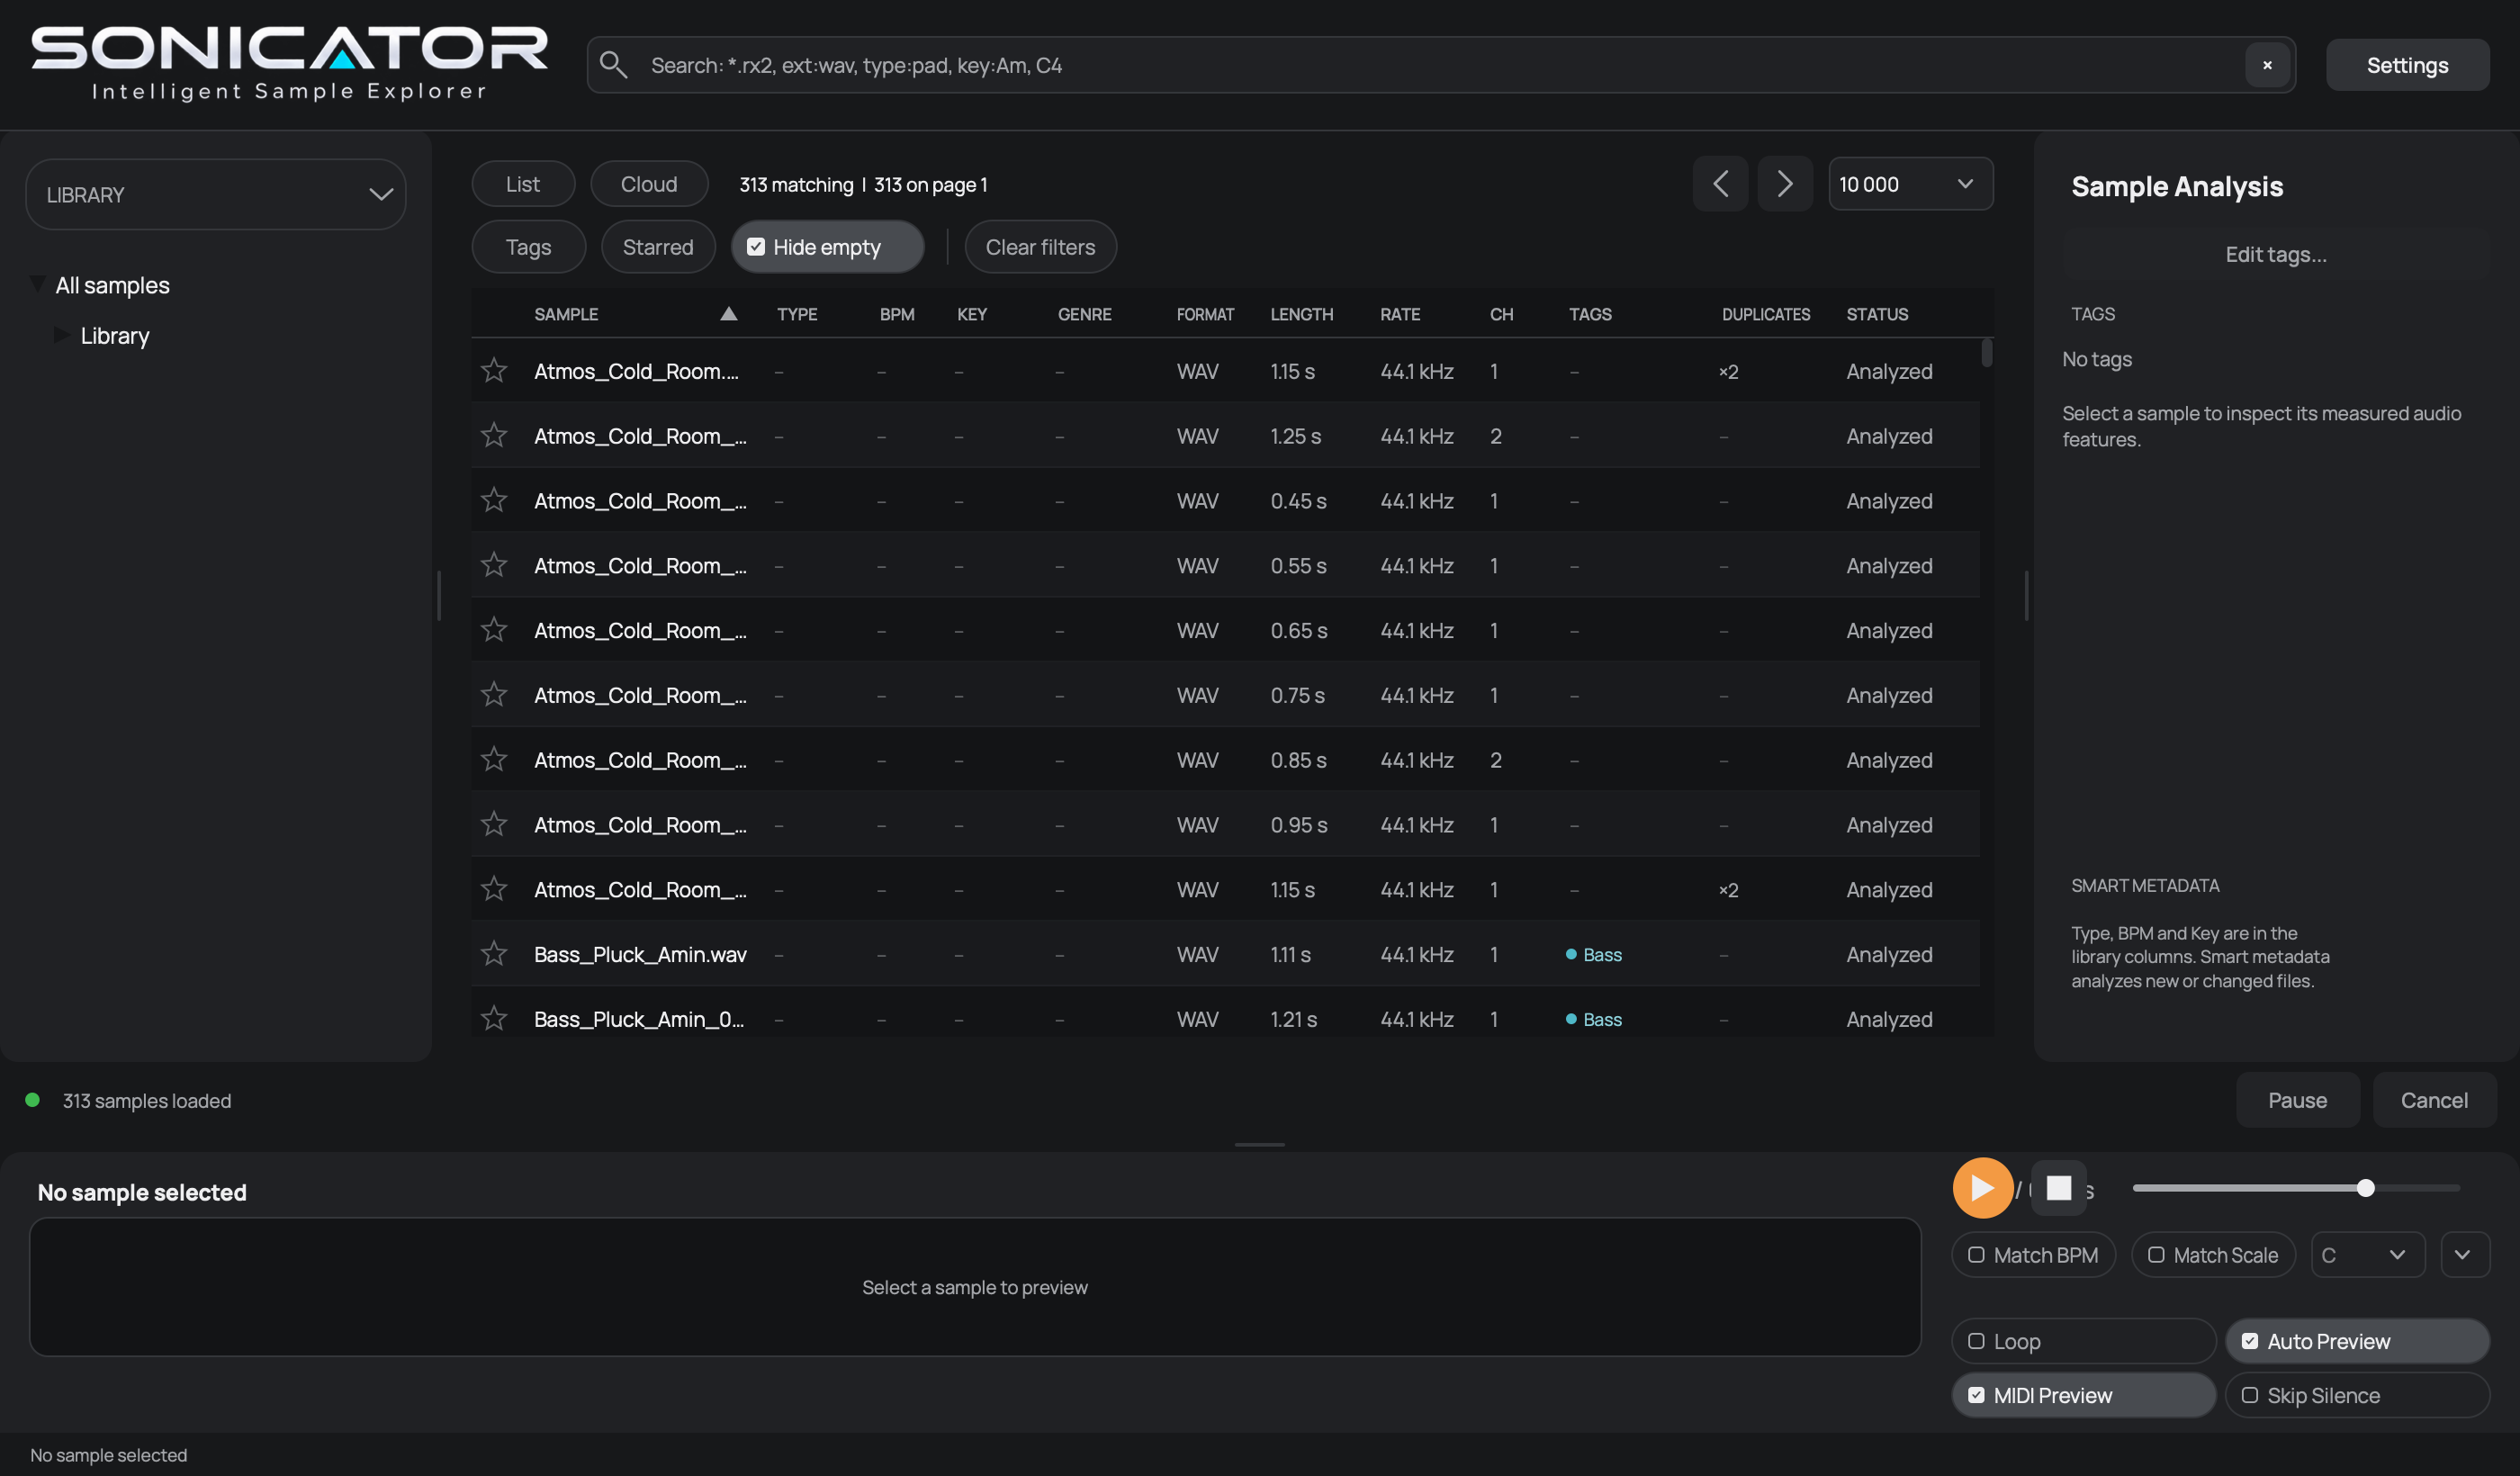 SONICATOR
Intelligent Sample Explorer
Search: *.rx2, ext:wav, type:pad, key:Am, C4
×
Settings
LIBRARY
All samples
Library
List
Cloud
313 matching | 313 on page 1
10 000
Tags
Starred
Hide empty
Clear filters
SAMPLE TYPE BPM KEY GENRE FORMAT LENGTH RATE CH TAGS DUPLICATES STATUS
Atmos_Cold_Room.... – – – – WAV 1.15 s 44.1 kHz 1 – ×2 Analyzed
Atmos_Cold_Room_... – – – – WAV 1.25 s 44.1 kHz 2 – – Analyzed
Atmos_Cold_Room_... – – – – WAV 0.45 s 44.1 kHz 1 – – Analyzed
Atmos_Cold_Room_... – – – – WAV 0.55 s 44.1 kHz 1 – – Analyzed
Atmos_Cold_Room_... – – – – WAV 0.65 s 44.1 kHz 1 – – Analyzed
Atmos_Cold_Room_... – – – – WAV 0.75 s 44.1 kHz 1 – – Analyzed
Atmos_Cold_Room_... – – – – WAV 0.85 s 44.1 kHz 2 – – Analyzed
Atmos_Cold_Room_... – – – – WAV 0.95 s 44.1 kHz 1 – – Analyzed
Atmos_Cold_Room_... – – – – WAV 1.15 s 44.1 kHz 1 – ×2 Analyzed
Bass_Pluck_Amin.wav – – – – WAV 1.11 s 44.1 kHz 1 Bass – Analyzed
Bass_Pluck_Amin_0... – – – – WAV 1.21 s 44.1 kHz 1 Bass – Analyzed
Sample Analysis
Edit tags...
TAGS
No tags
Select a sample to inspect its measured audio
features.
SMART METADATA
Type, BPM and Key are in the
library columns. Smart metadata
analyzes new or changed files.
313 samples loaded
Pause
Cancel
No sample selected
Select a sample to preview
/ s
Match BPM
Match Scale
C
Loop
Auto Preview
MIDI Preview
Skip Silence
No sample selected